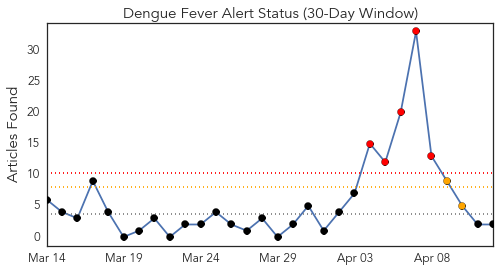 Dengue Fever Alert Status (30-Day Window)
Articles Found
30
25
20
15
10
5
0
Mar 14 Mar 19 Mar 24 Mar 29 Apr 03 Apr 08